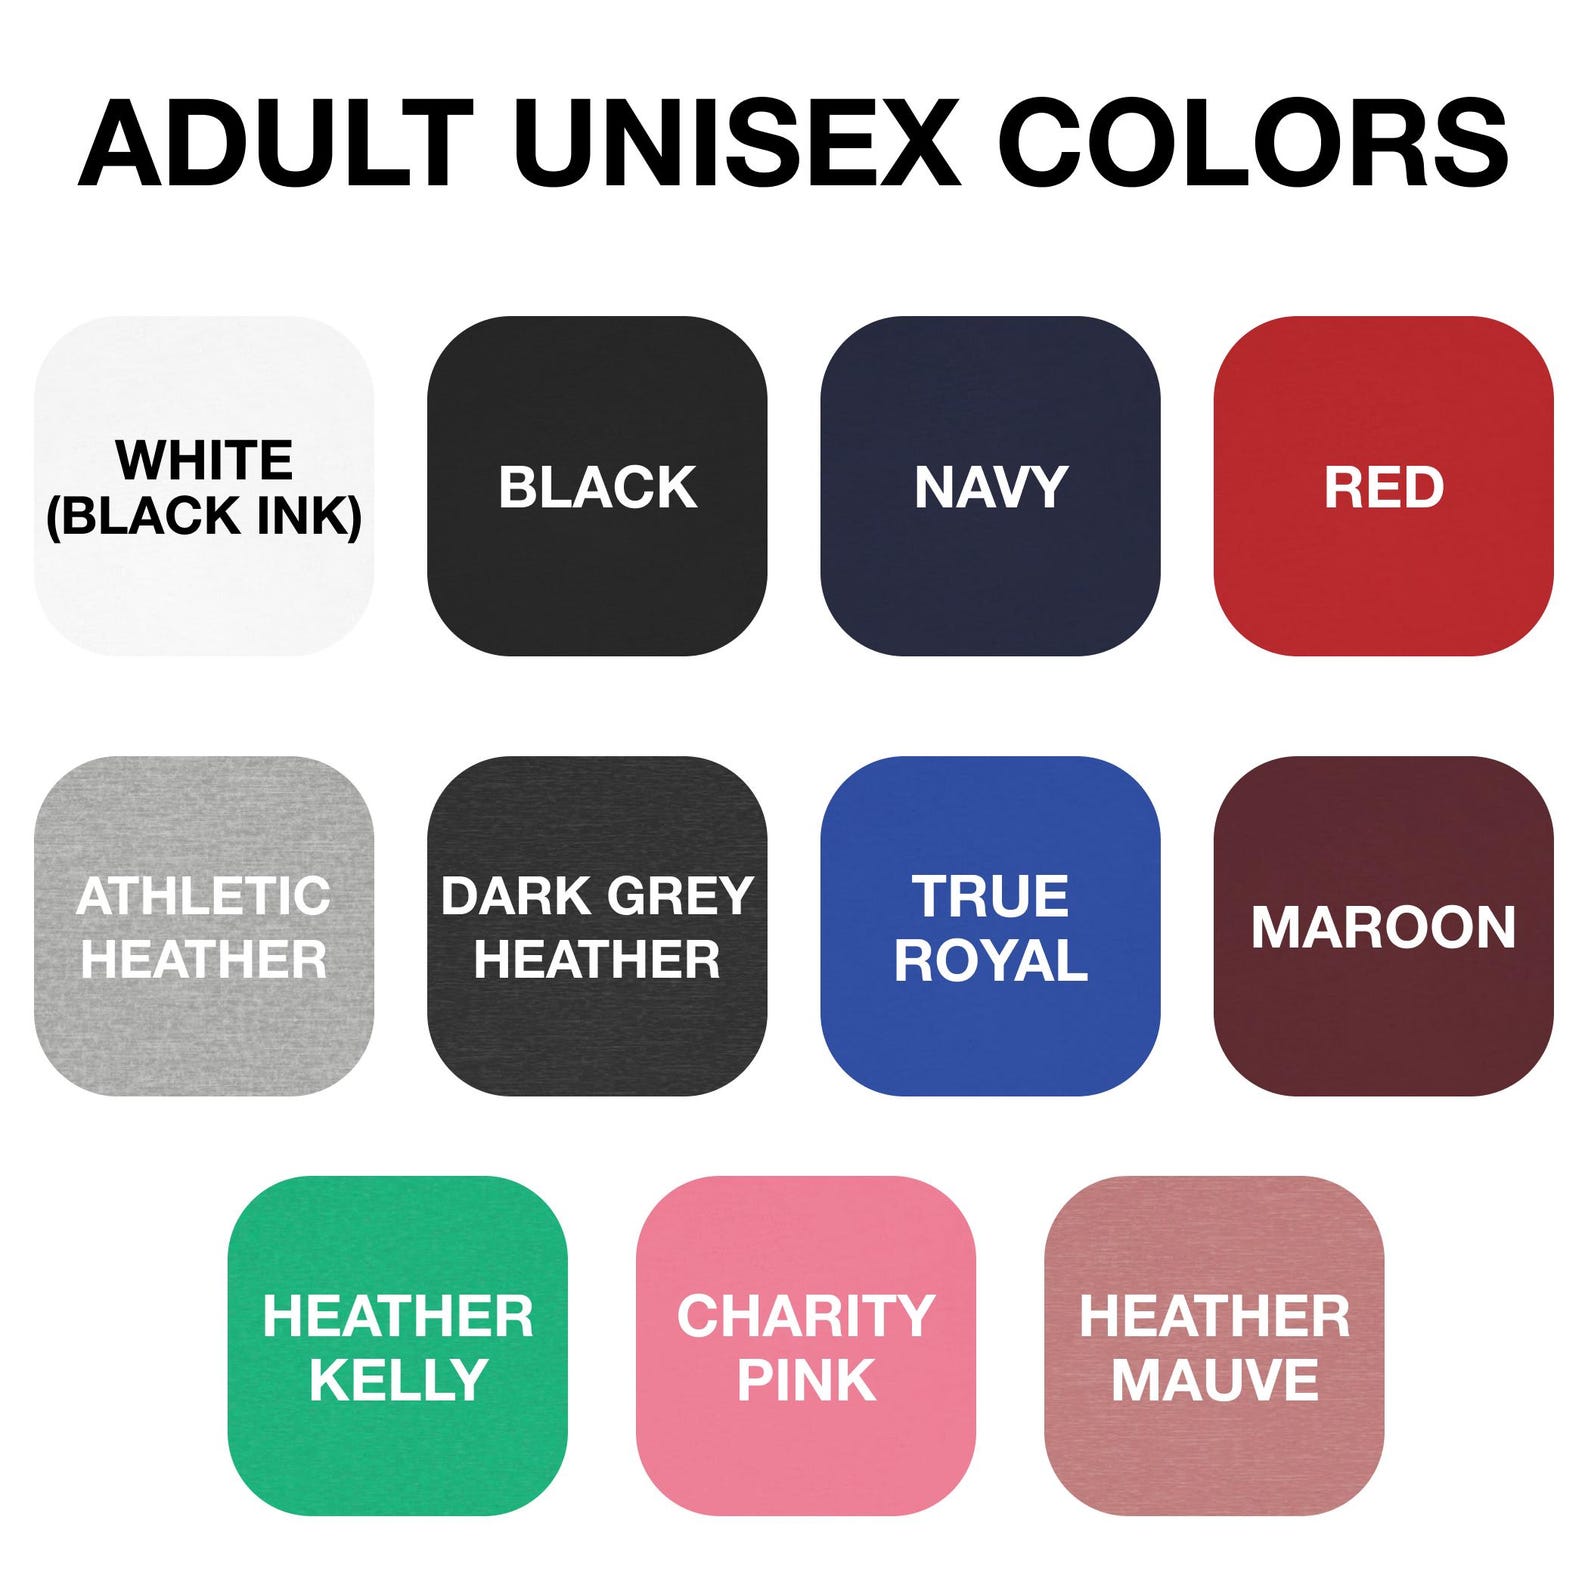 ADULT UNISEX COLORS
WHITE
(BLACK INK)
BLACK
NAVY
RED
ATHLETIC
HEATHER
DARK GREY
HEATHER
TRUE
ROYAL
MAROON
HEATHER
KELLY
CHARITY
PINK
HEATHER
MAUVE